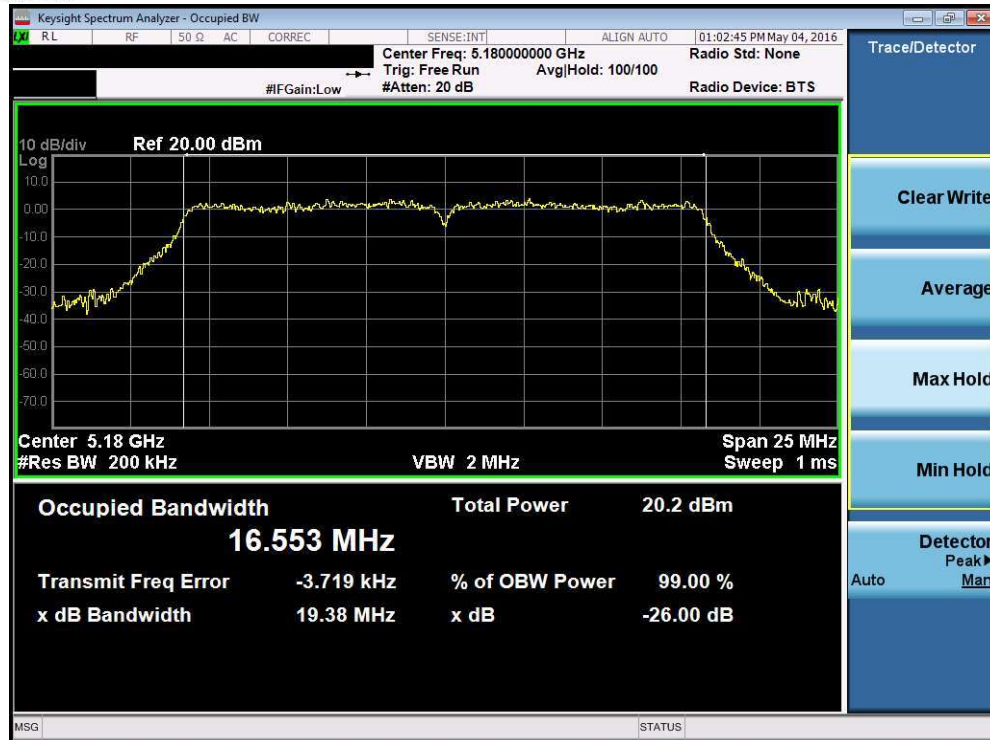 Keysight Spectrum Analyzer - Occupied BW
LXI RL RF 50 Ω AC CORREC SENSE:INT ALIGN AUTO 01:02:45 PM May 04, 2016
Center Freq: 5.180000000 GHz Radio Std: None
Trig: Free Run Avg|Hold: 100/100
#IFGain:Low #Atten: 20 dB Radio Device: BTS
Trace/Detector
10 dB/div Ref 20.00 dBm
Log
10.0
0.00
-10.0
-20.0
-30.0
-40.0
-50.0
-60.0
-70.0
Center 5.18 GHz Span 25 MHz
#Res BW 200 kHz VBW 2 MHz Sweep 1 ms
Occupied Bandwidth Total Power 20.2 dBm
16.553 MHz
Transmit Freq Error -3.719 kHz % of OBW Power 99.00 %
x dB Bandwidth 19.38 MHz x dB -26.00 dB
Clear Write
Average
Max Hold
Min Hold
Detector
Peak▶
Auto Man
MSG STATUS